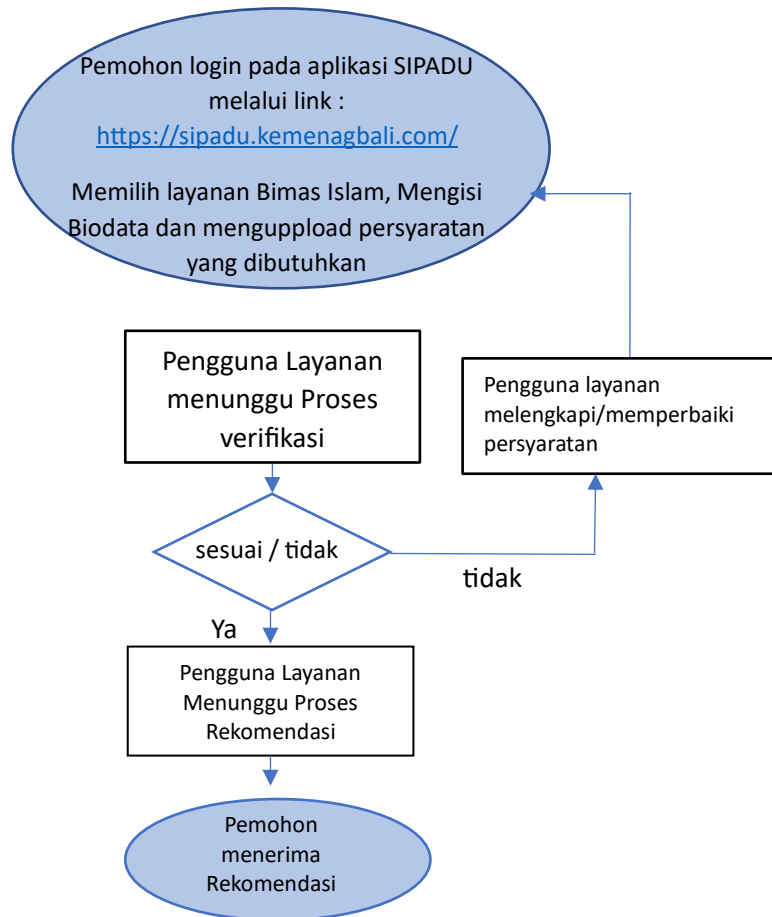 Pemohon login pada aplikasi SIPADU
melalui link :
https://sipadu.kemenagbali.com/
Memilih layanan Bimas Islam, Mengisi
Biodata dan menguppload persyaratan
yang dibutuhkan
Pengguna Layanan
menunggu Proses
verifikasi
Pengguna layanan
melengkapi/memperbaiki
persyaratan
sesuai / tidak
tidak
Ya
Pengguna Layanan
Menunggu Proses
Rekomendasi
Pemohon
menerima
Rekomendasi